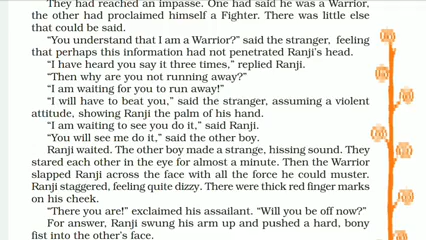 They had reached an impasse. One had said he was a Warrior,
the other had proclaimed himself a Fighter. There was little else
that could be said.
“You understand that I am a Warrior?” said the stranger, feeling
that perhaps this information had not penetrated Ranji’s head.
“I have heard you say it three times,” replied Ranji.
“Then why are you not running away?”
“I am waiting for you to run away!”
“I will have to beat you,” said the stranger, assuming a violent
attitude, showing Ranji the palm of his hand.
“I am waiting to see you do it,” said Ranji.
“You will see me do it,” said the other boy.
Ranji waited. The other boy made a strange, hissing sound. They
stared each other in the eye for almost a minute. Then the Warrior
slapped Ranji across the face with all the force he could muster.
Ranji staggered, feeling quite dizzy. There were thick red finger marks
on his cheek.
“There you are!” exclaimed his assailant. “Will you be off now?”
For answer, Ranji swung his arm up and pushed a hard, bony
fist into the other’s face.